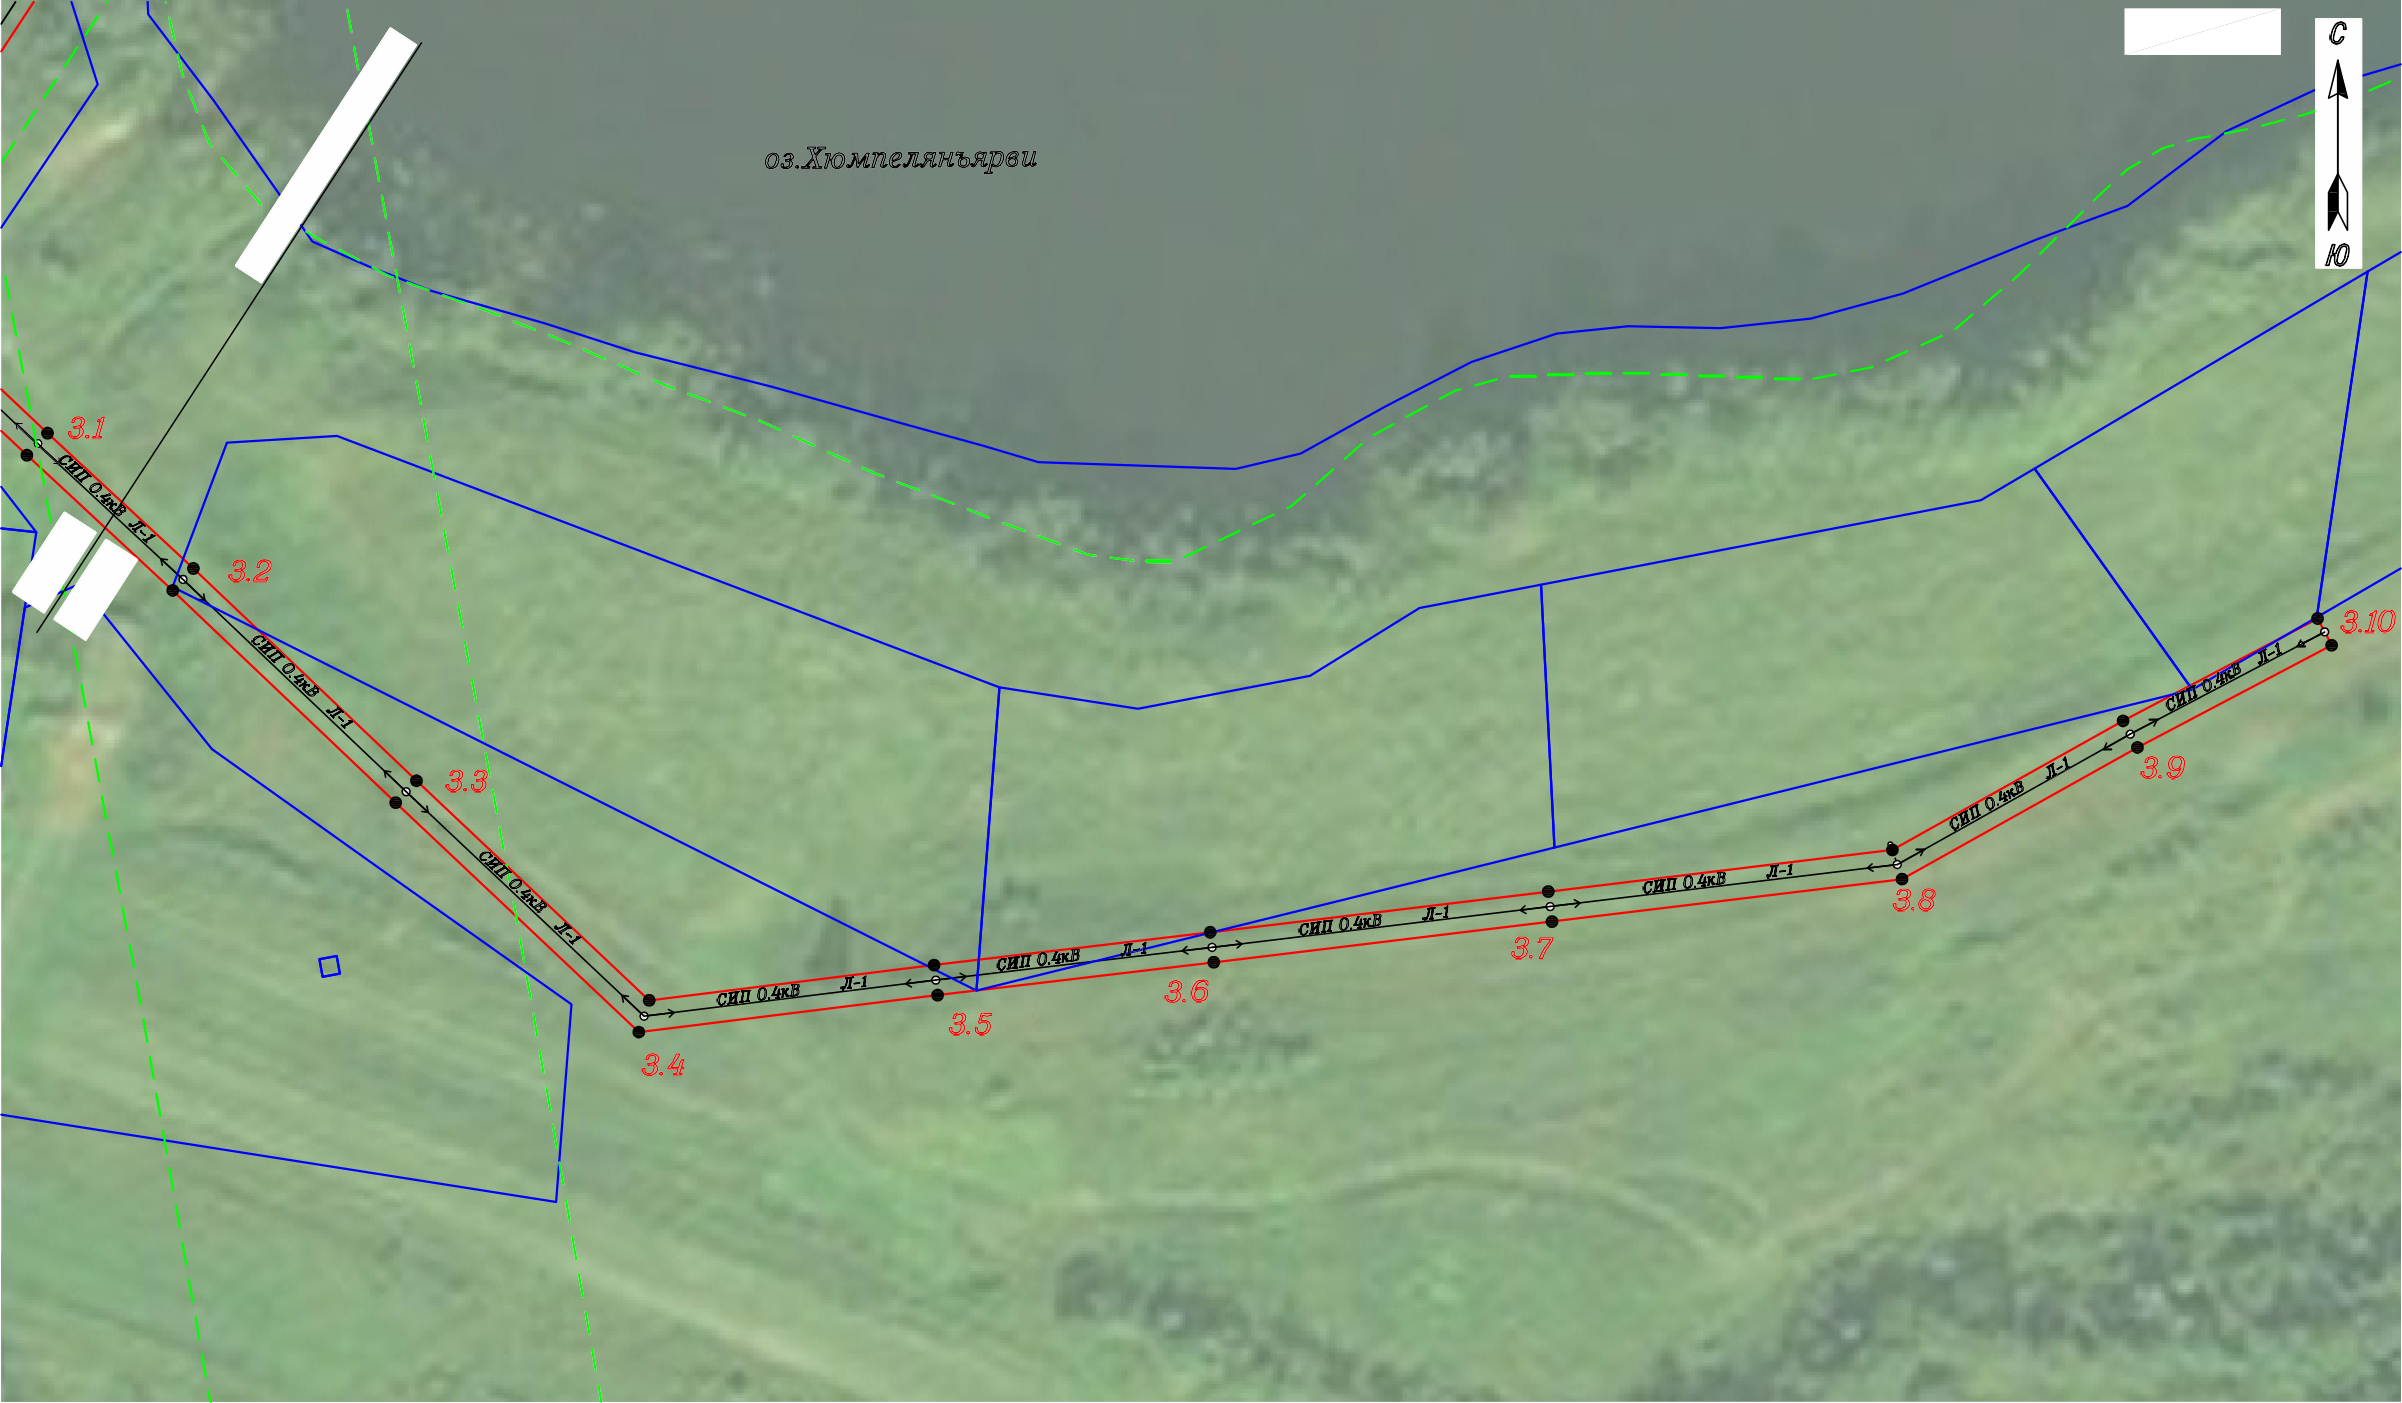 С
Ю
оз.Хюмпелянъярви
3.1
СИП 0.4кВ Л-1
3.2
СИП 0.4кВ Л-1
3.3
СИП 0.4кВ Л-1
3.4
СИП 0.4кВ Л-1
3.5
СИП 0.4кВ Л-1
3.6
СИП 0.4кВ Л-1
3.7
СИП 0.4кВ Л-1
3.8
СИП 0.4кВ Л-1
3.9
СИП 0.4кВ Л-1
3.10